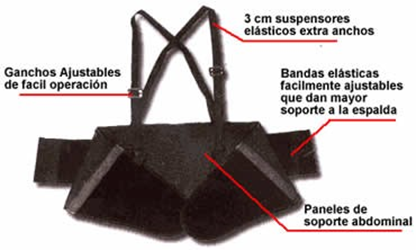 3 cm suspensores
elásticos extra anchos
Ganchos Ajustables
de facil operación
Bandas elásticas
facilmente ajustables
que dan mayor
soporte a la espalda
Paneles de
soporte abdominal